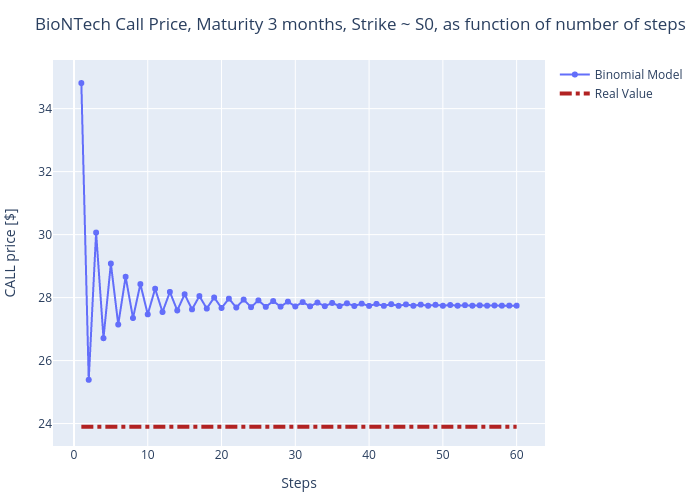 BioNTech Call Price, Maturity 3 months, Strike ~ S0, as function of number of steps
Binomial Model
Real Value
CALL price [$]
34
32
30
28
26
24
0 10 20 30 40 50 60
Steps